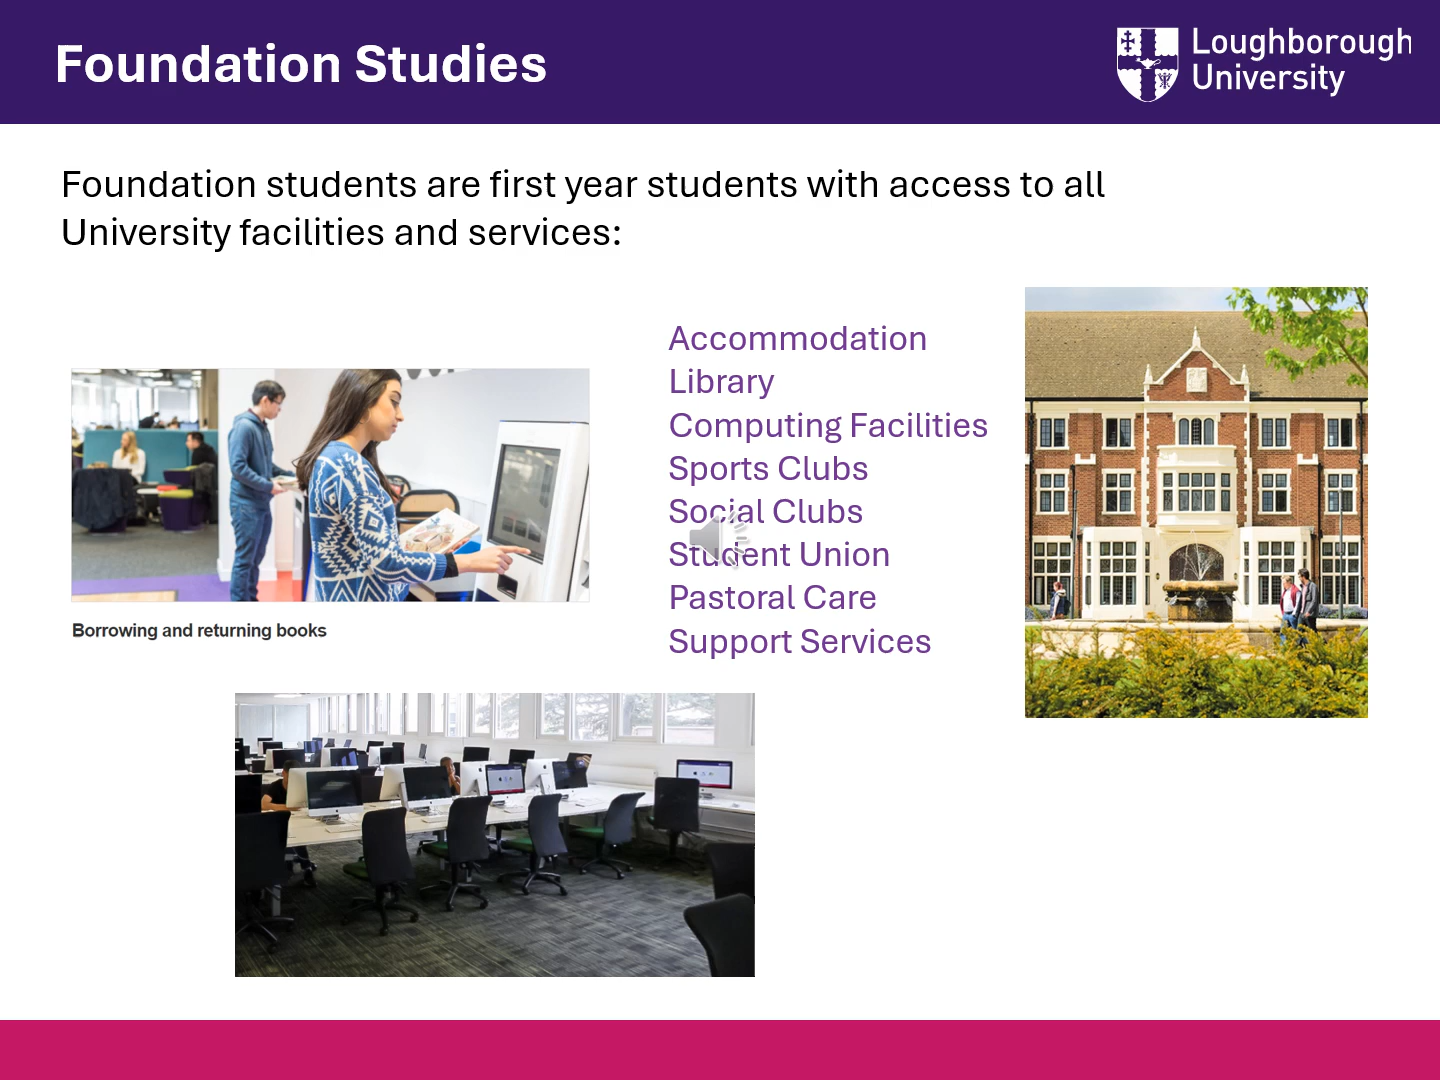 Foundation Studies
Loughborough
University
Foundation students are first year students with access to all
University facilities and services:
Accommodation
Library
Computing Facilities
Sports Clubs
Social Clubs
Student Union
Pastoral Care
Support Services
Borrowing and returning books